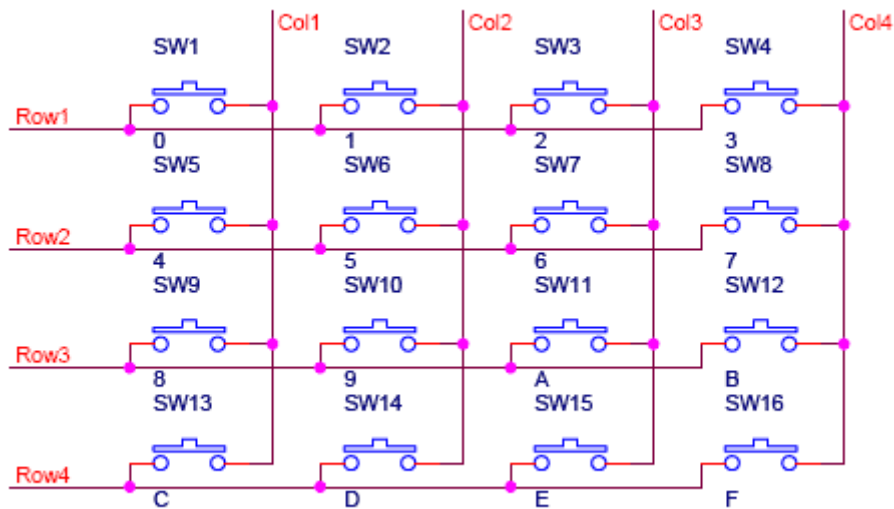 Col1 Col2 Col3 Col4
SW1 SW2 SW3 SW4
Row1
0 1 2 3
SW5 SW6 SW7 SW8
Row2
4 5 6 7
SW9 SW10 SW11 SW12
Row3
8 9 A B
SW13 SW14 SW15 SW16
Row4
C D E F